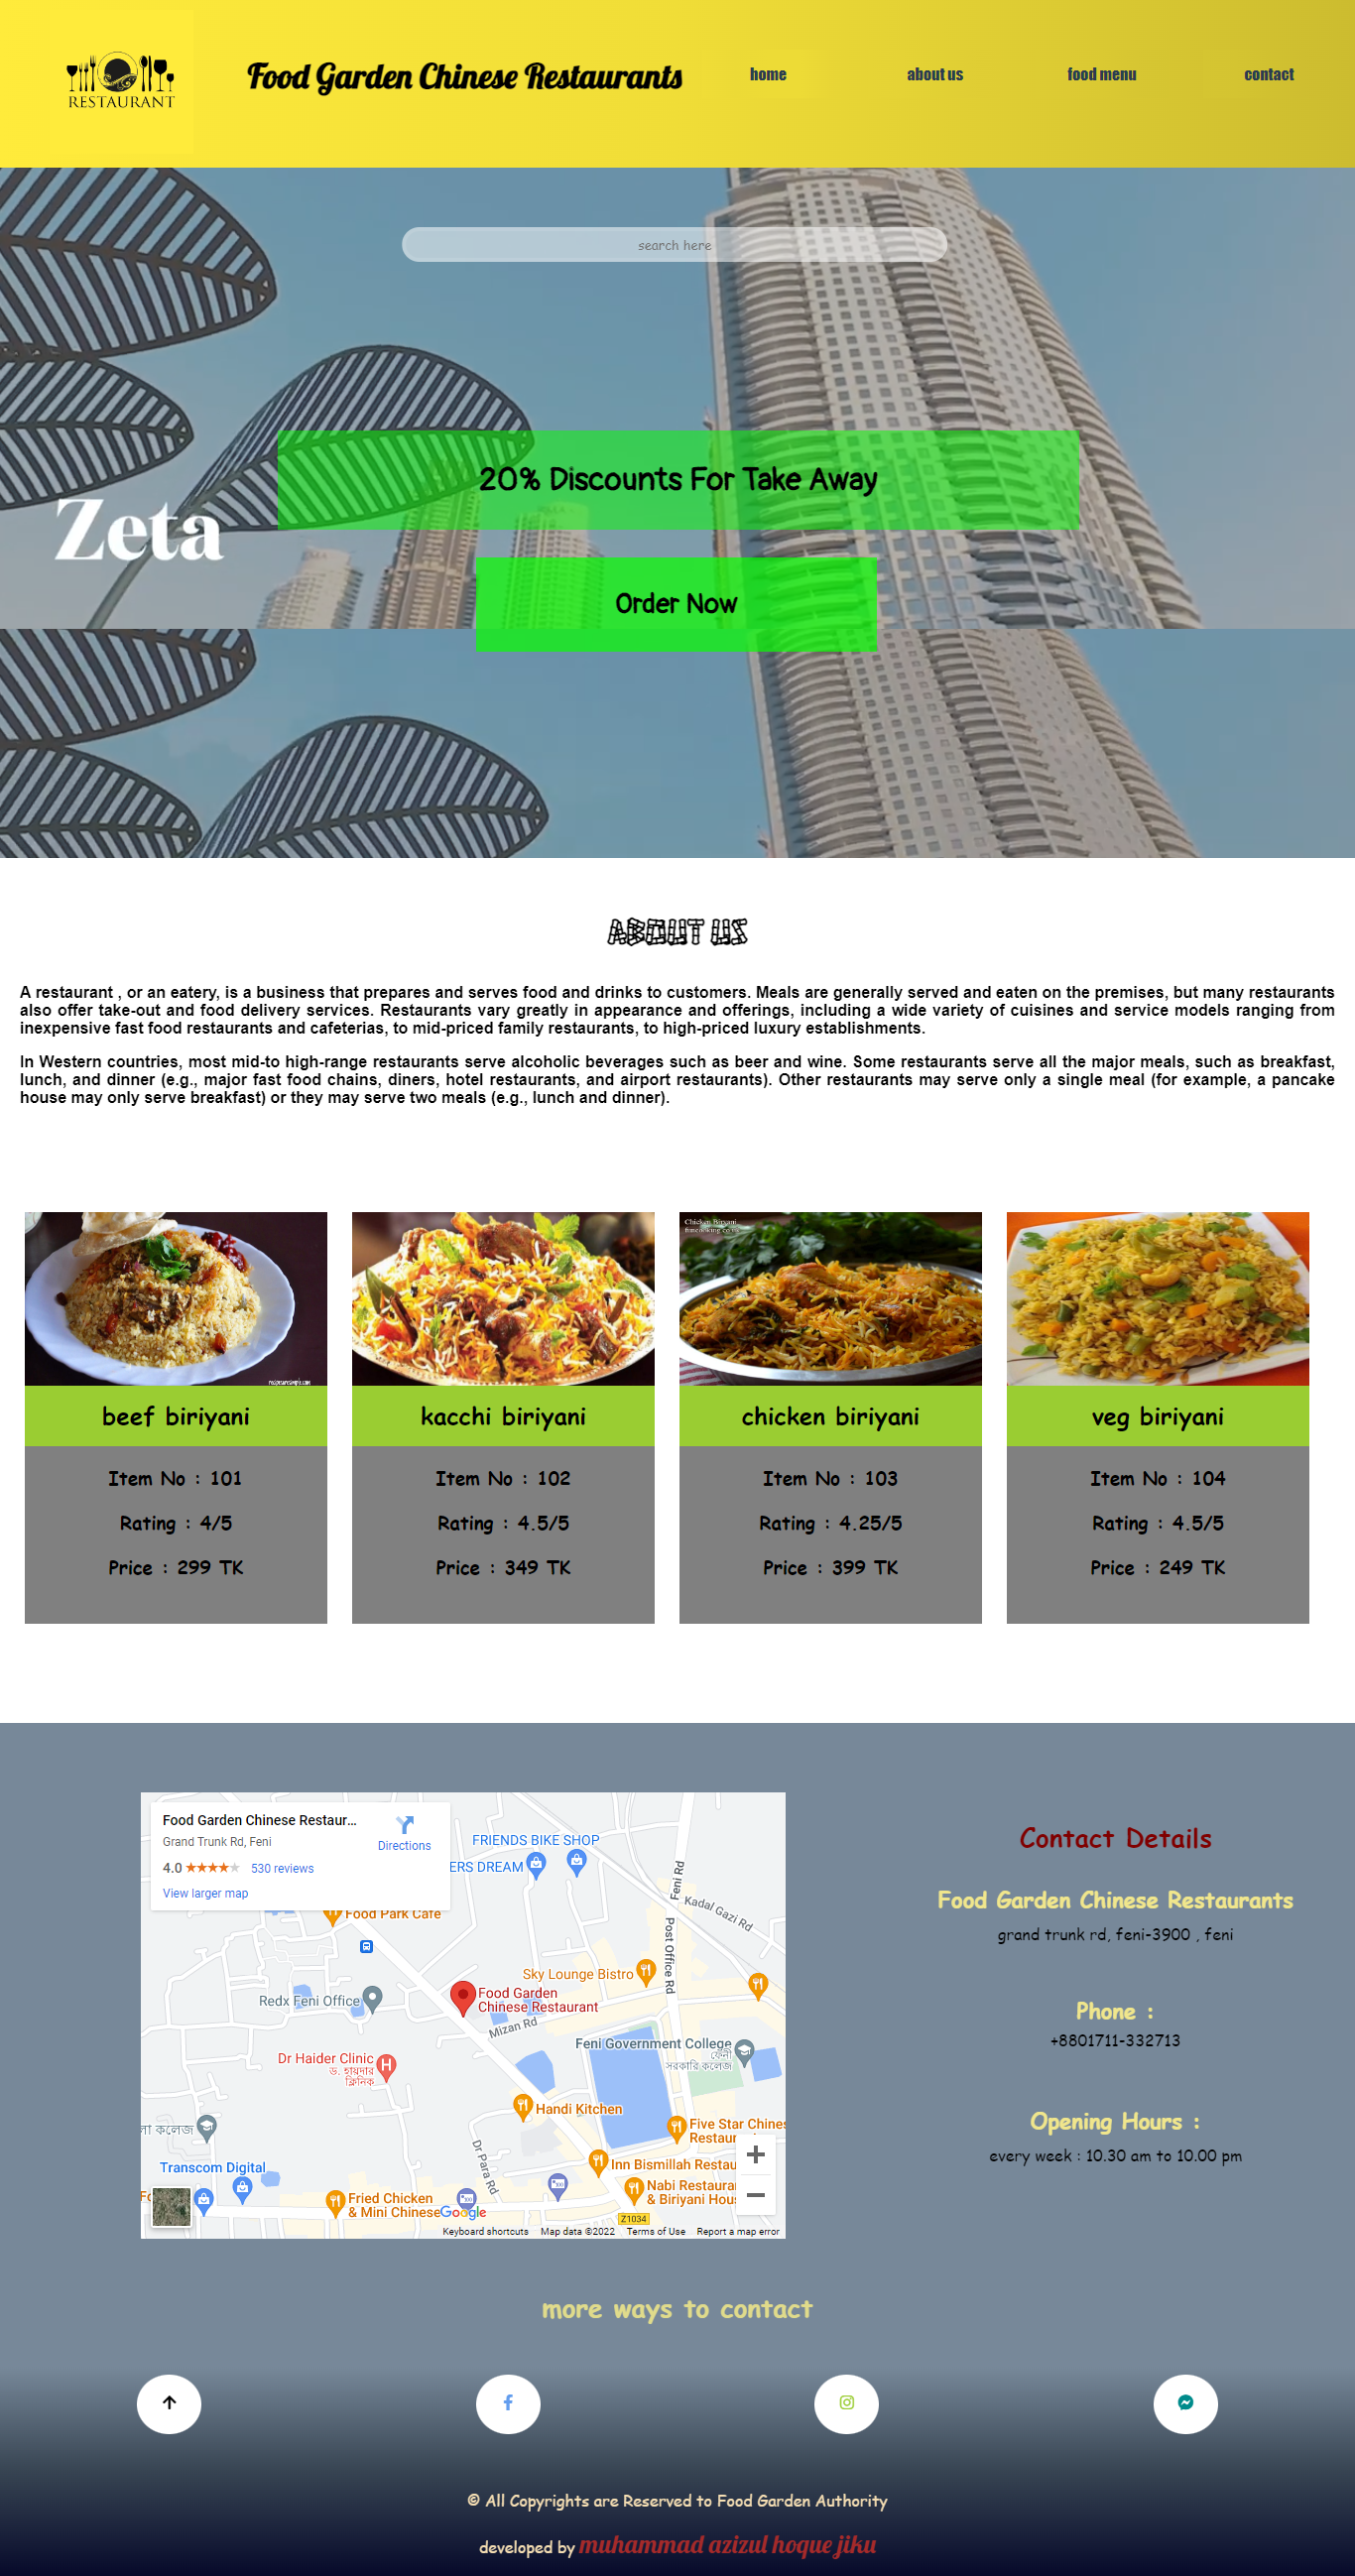 RESTAURANT
Food Garden Chinese Restaurants
home
about us
food menu
contact
search here
20% Discounts For Take Away
Zeta
Order Now
ABOUT US
A restaurant , or an eatery, is a business that prepares and serves food and drinks to customers. Meals are generally served and eaten on the premises, but many restaurants
also offer take-out and food delivery services. Restaurants vary greatly in appearance and offerings, including a wide variety of cuisines and service models ranging from
inexpensive fast food restaurants and cafeterias, to mid-priced family restaurants, to high-priced luxury establishments.
In Western countries, most mid-to high-range restaurants serve alcoholic beverages such as beer and wine. Some restaurants serve all the major meals, such as breakfast,
lunch, and dinner (e.g., major fast food chains, diners, hotel restaurants, and airport restaurants). Other restaurants may serve only a single meal (for example, a pancake
house may only serve breakfast) or they may serve two meals (e.g., lunch and dinner).
beef biriyani
Item No : 101
Rating : 4/5
Price : 299 TK
Chicken Biryani
kacchi biriyani
Item No : 102
Rating : 4.5/5
Price : 349 TK
chicken biriyani
Item No : 103
Rating : 4.25/5
Price : 399 TK
veg biriyani
Item No : 104
Rating : 4.5/5
Price : 249 TK
Food Garden Chinese Restaur...
Grand Trunk Rd, Feni
Directions
4.0 530 reviews
View larger map
FRIENDS BIKE SHOP
ERS DREAM
Feni Rd
Kadal Gazi Rd
Food Park Cafe
Post Office Rd
Sky Lounge Bistro
Redx Feni Office
Food Garden
Chinese Restaurant
Mizan Rd
Feni Government College
ফেনী
সরকারি কলেজ
Dr Haider Clinic
ড. হায়দার
ক্লিনিক
Handi Kitchen
Five Star Chines
Restaura
লা কলেজ
Dr Para Rd
Transcom Digital
Inn Bismillah Restau
Nabi Restaura
& Biriyani Hou
Fo
Fried Chicken
& Mini Chinese
Google
Z1034
Keyboard shortcuts
Map data ©2022
Terms of Use
Report a map error
Contact Details
Food Garden Chinese Restaurants
grand trunk rd, feni-3900 , feni
Phone :
+8801711-332713
Opening Hours :
every week : 10.30 am to 10.00 pm
more ways to contact
© All Copyrights are Reserved to Food Garden Authority
developed by muhammad azizul hoque jiku